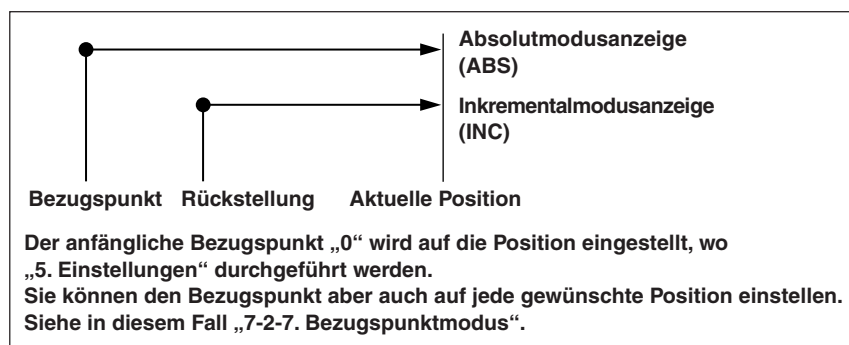 Absolutmodusanzeige
(ABS)
Inkrementalmodusanzeige
(INC)
Bezugspunkt Rückstellung Aktuelle Position
Der anfängliche Bezugspunkt „0“ wird auf die Position eingestellt, wo
„5. Einstellungen“ durchgeführt werden.
Sie können den Bezugspunkt aber auch auf jede gewünschte Position einstellen.
Siehe in diesem Fall „7-2-7. Bezugspunktmodus“.